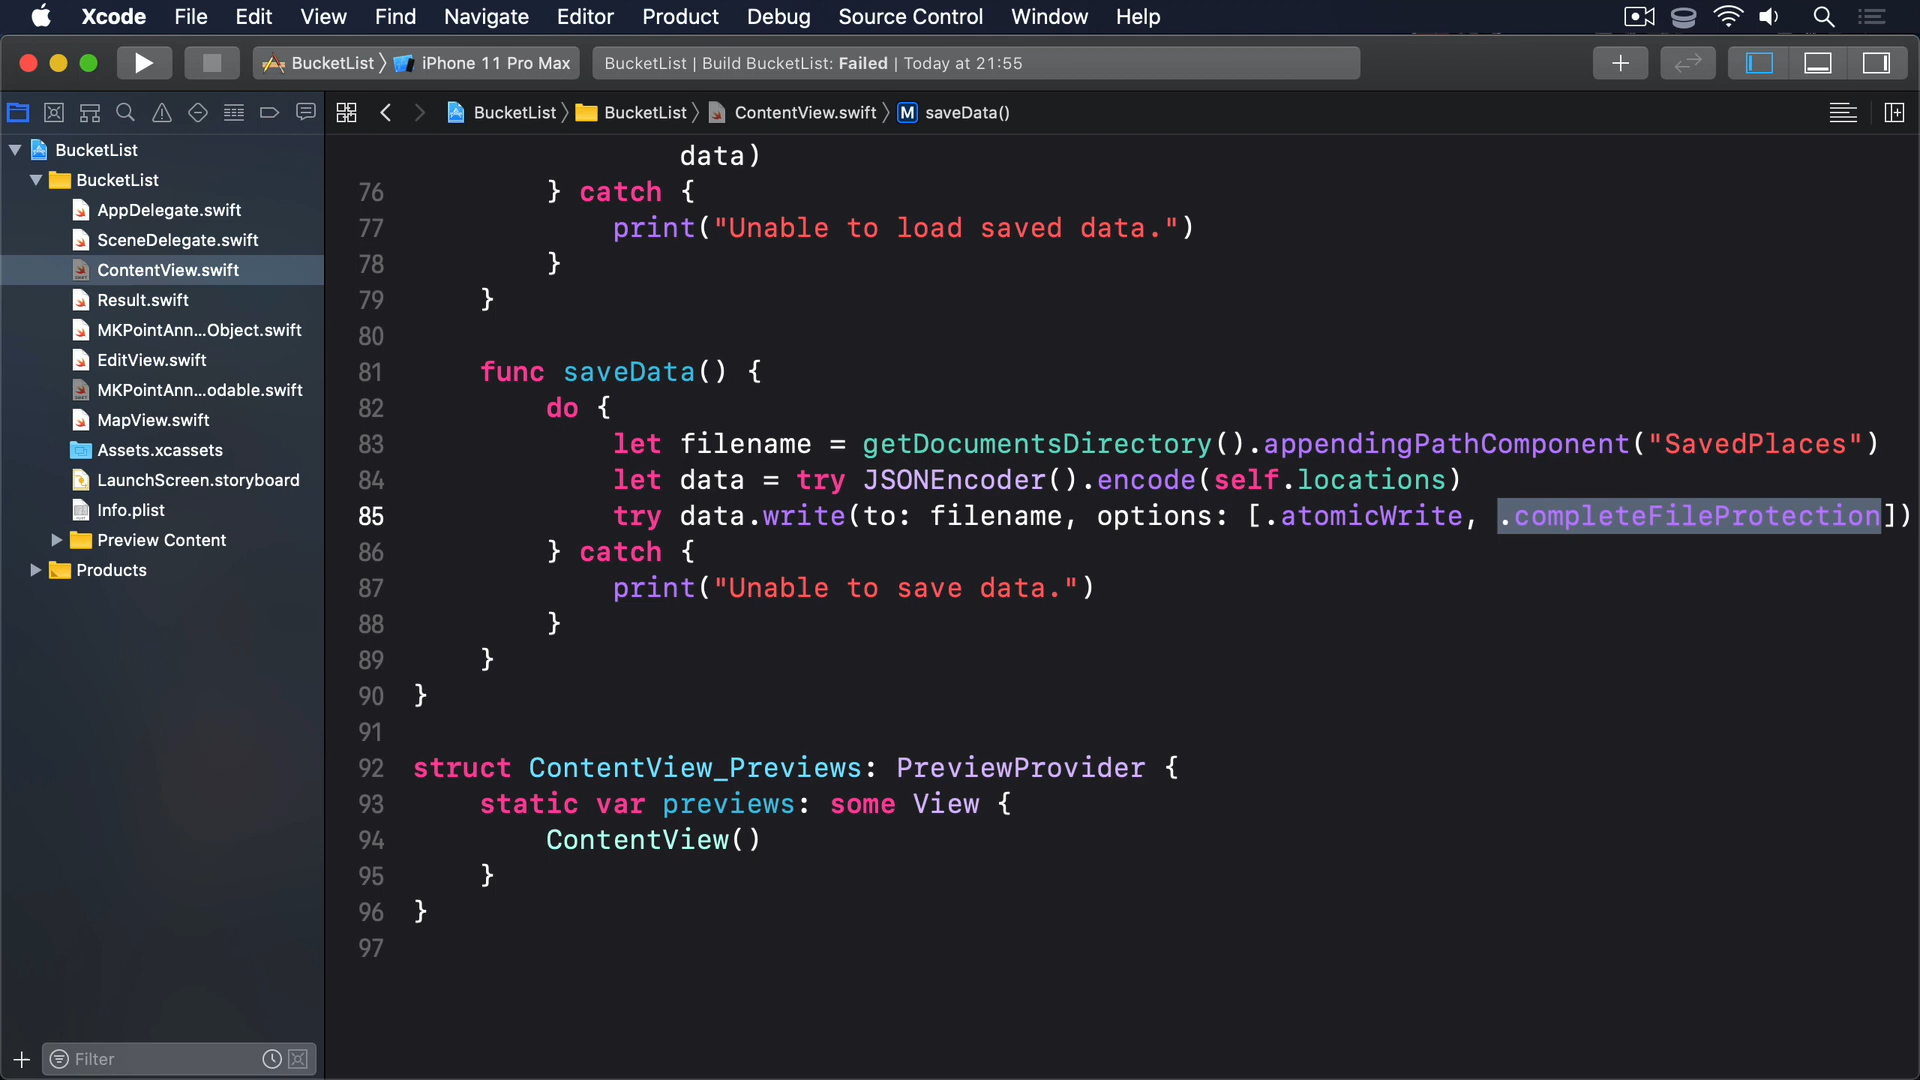 Xcode File Edit View Find Navigate Editor Product Debug Source Control Window Help
BucketList iPhone 11 Pro Max BucketList | Build BucketList: Failed | Today at 21:55
BucketList BucketList ContentView.swift M saveData()
BucketList
BucketList
AppDelegate.swift
SceneDelegate.swift
ContentView.swift
Result.swift
MKPointAnn...Object.swift
EditView.swift
MKPointAnn...odable.swift
MapView.swift
Assets.xcassets
LaunchScreen.storyboard
Info.plist
Preview Content
Products
Filter
data)
76 } catch {
77 print("Unable to load saved data.")
78 }
79 }
80
81 func saveData() {
82 do {
83 let filename = getDocumentsDirectory().appendingPathComponent("SavedPlaces")
84 let data = try JSONEncoder().encode(self.locations)
85 try data.write(to: filename, options: [.atomicWrite, .completeFileProtection])
86 } catch {
87 print("Unable to save data.")
88 }
89 }
90 }
91
92 struct ContentView_Previews: PreviewProvider {
93 static var previews: some View {
94 ContentView()
95 }
96 }
97